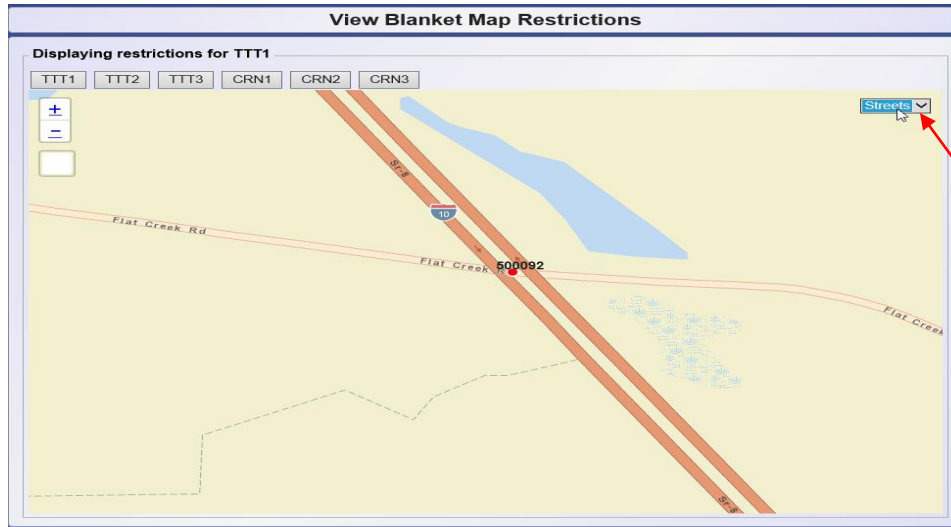 View Blanket Map Restrictions
Displaying restrictions for TTT1
TTT1 TTT2 TTT3 CRN1 CRN2 CRN3
+
Streets
−
Sr-8
10
Flat Creek Rd
Flat Creek R
500092
Flat Creek
Sr-8